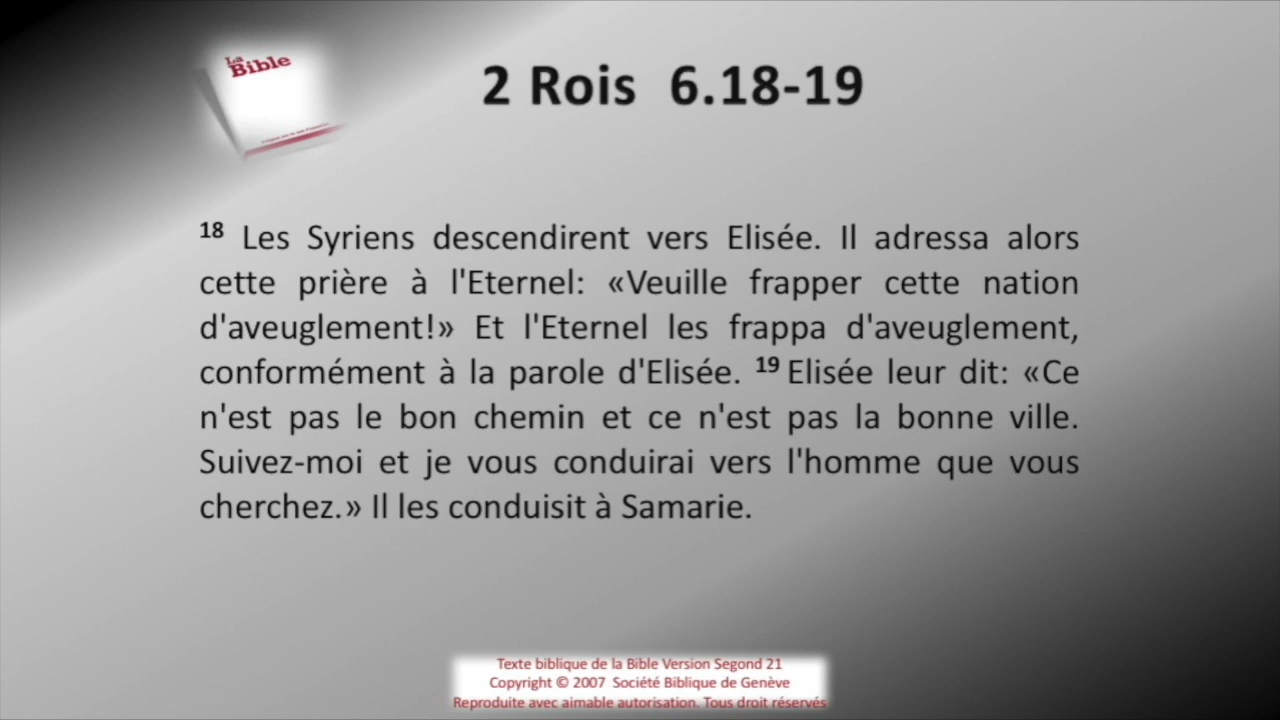 La
Bible
2 Rois 6.18-19
18 Les Syriens descendirent vers Elisée. Il adressa alors
cette prière à l'Eternel: «Veuille frapper cette nation
d'aveuglement!» Et l'Eternel les frappa d'aveuglement,
conformément à la parole d'Elisée. 19 Elisée leur dit: «Ce
n'est pas le bon chemin et ce n'est pas la bonne ville.
Suivez-moi et je vous conduirai vers l'homme que vous
cherchez.» Il les conduisit à Samarie.
Texte biblique de la Bible Version Segond 21
Copyright © 2007 Société Biblique de Genève
Reproduite avec aimable autorisation. Tous droit réservés